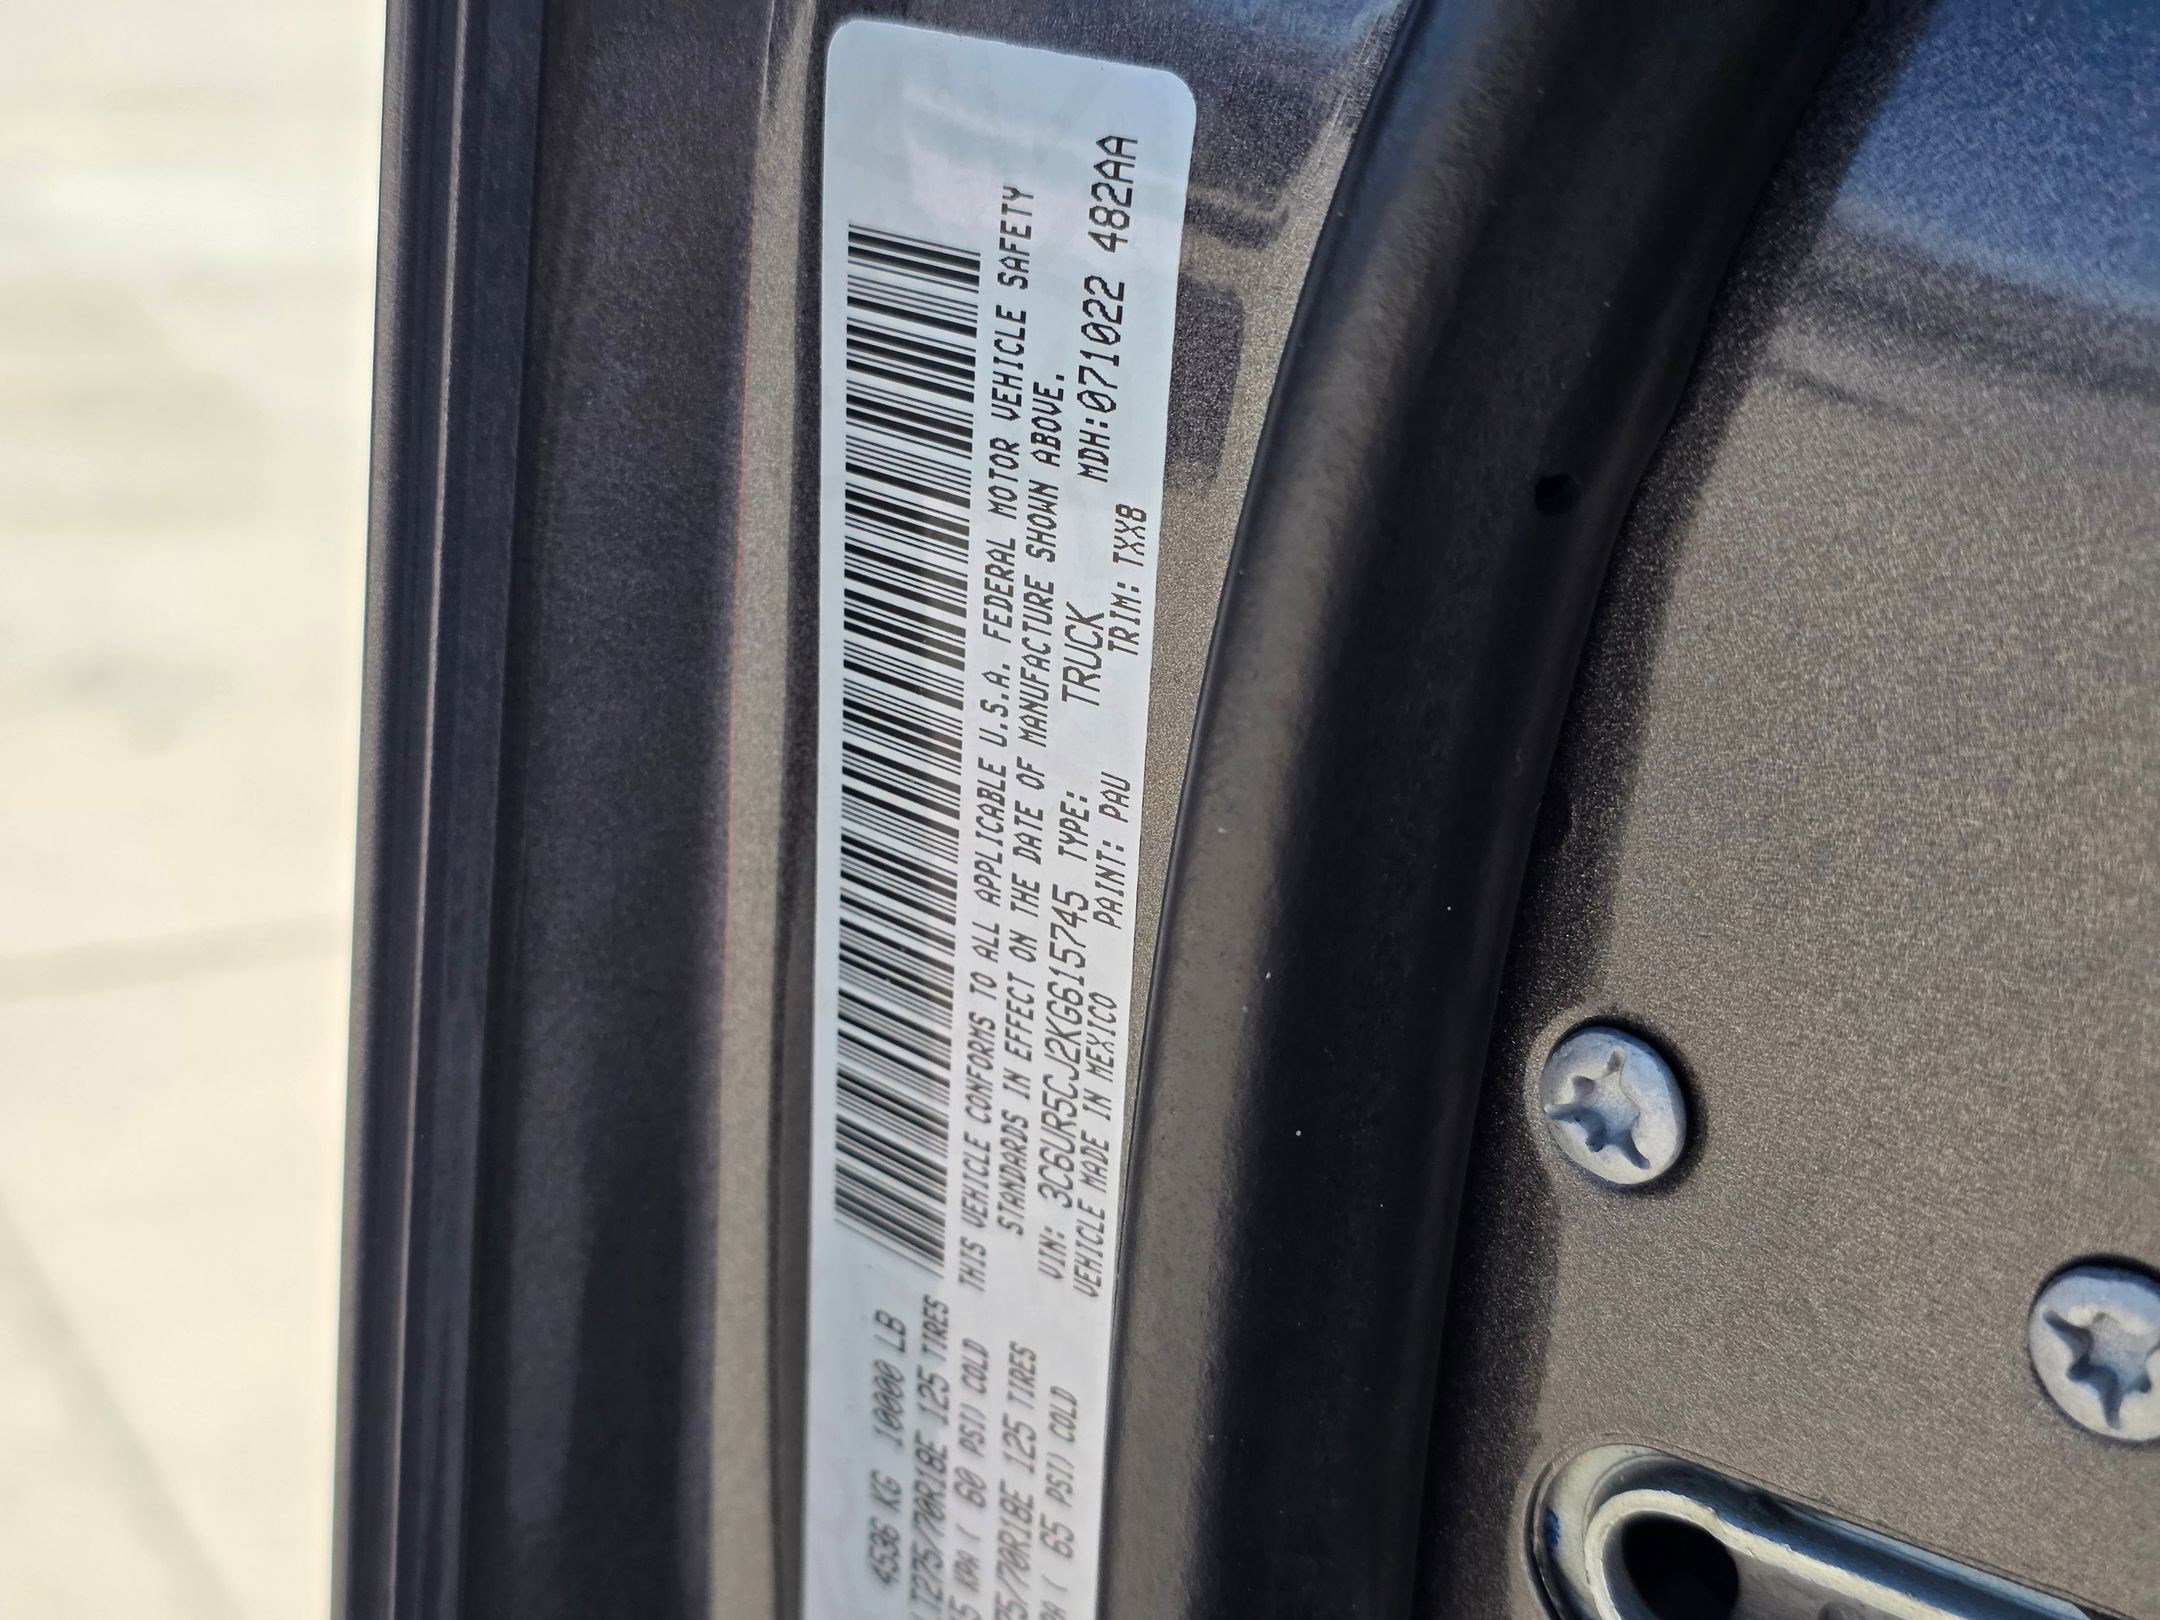 4536 KG 10000 LB
LT275/70R18E 125 TIRES
KPA ( 60 PSI) COLD
/70R18E 125 TIRES
( 65 PSI) COLD
THIS VEHICLE CONFORMS TO ALL APPLICABLE U.S.A. FEDERAL MOTOR VEHICLE SAFETY
STANDARDS IN EFFECT ON THE DATE OF MANUFACTURE SHOWN ABOVE.
VIN: 3C6UR5CJ2KG615745 TYPE: TRUCK MDH:071022 482AA
VEHICLE MADE IN MEXICO PAINT: PAU TRIM: TXX8